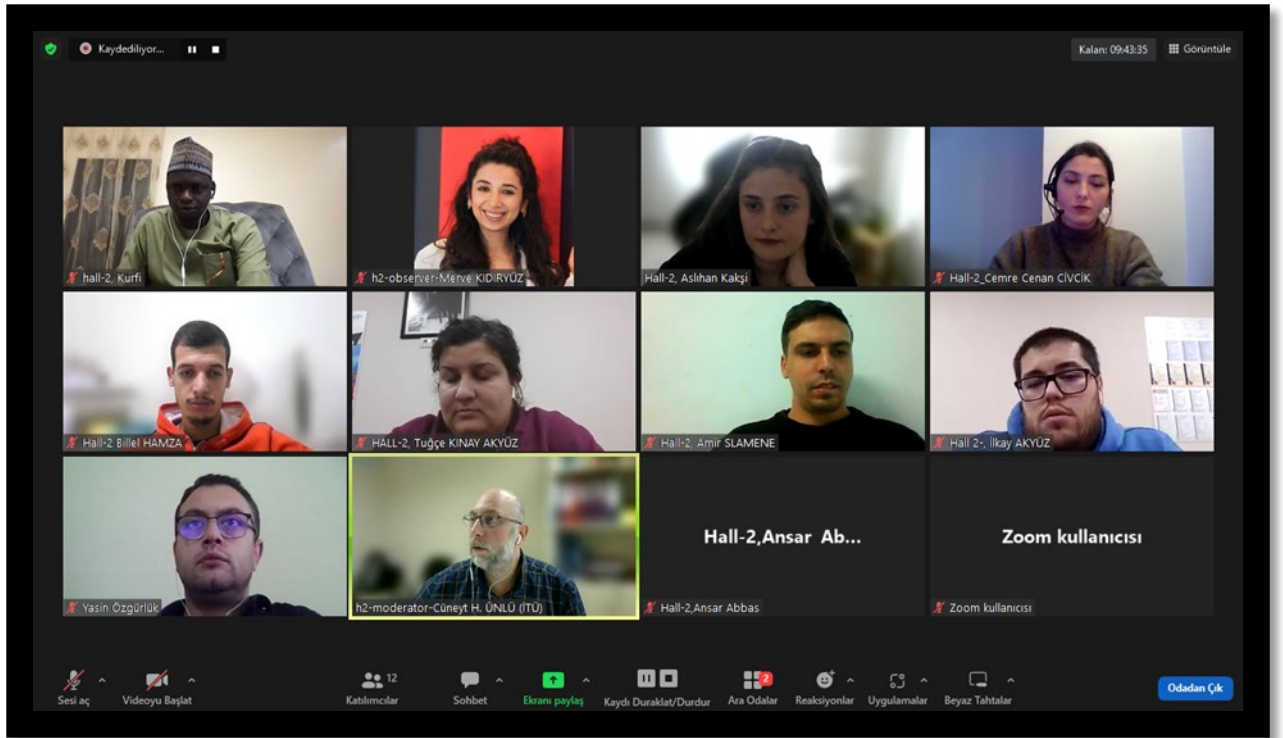 Kaydediliyor...
Kalan: 09:43:35
Görüntüle
hall-2, Kurfi
h2-observer-Merve KIDIRYÜZ
Hall-2, Aslıhan Kakşi
Hall-2_Cemre Cenan CİVCİK
Hall-2 Billel HAMZA
HALL-2, Tuğçe KINAY AKYÜZ
Hall-2, Amir SLAMENE
Hall 2-, İlkay AKYÜZ
Yasin Özgürlük
h2-moderator-Cüneyt H. ÜNLÜ (İTÜ)
Hall-2,Ansar Ab...
Hall-2,Ansar Abbas
Zoom kullanıcısı
Zoom kullanıcısı
Sesi aç
Videoyu Başlat
12
Katılımcılar
Sohbet
Ekranı paylaş
Kaydı Duraklat/Durdur
2
Ara Odalar
Reaksiyonlar
Uygulamalar
Beyaz Tahtalar
Odadan Çık